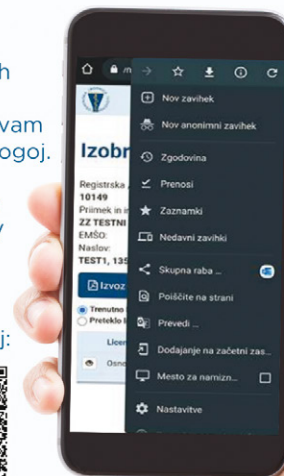 vam
ogoj.
j:
Izobr
Registrska
10149
Priimek in i
ZZ TESTNI
EMŠO:
Naslov:
TEST1, 135
Izvoz
Trenutno
Preteklo l
Licen
Osne
Nov zavihek
Nov anonimni zavihek
Zgodovina
Prenosi
Zaznamki
Nedavni zavihki
Skupna raba ...
Poiščite na strani
Prevedi ...
Dodajanje na začetni zas...
Mesto za namizn...
Nastavitve